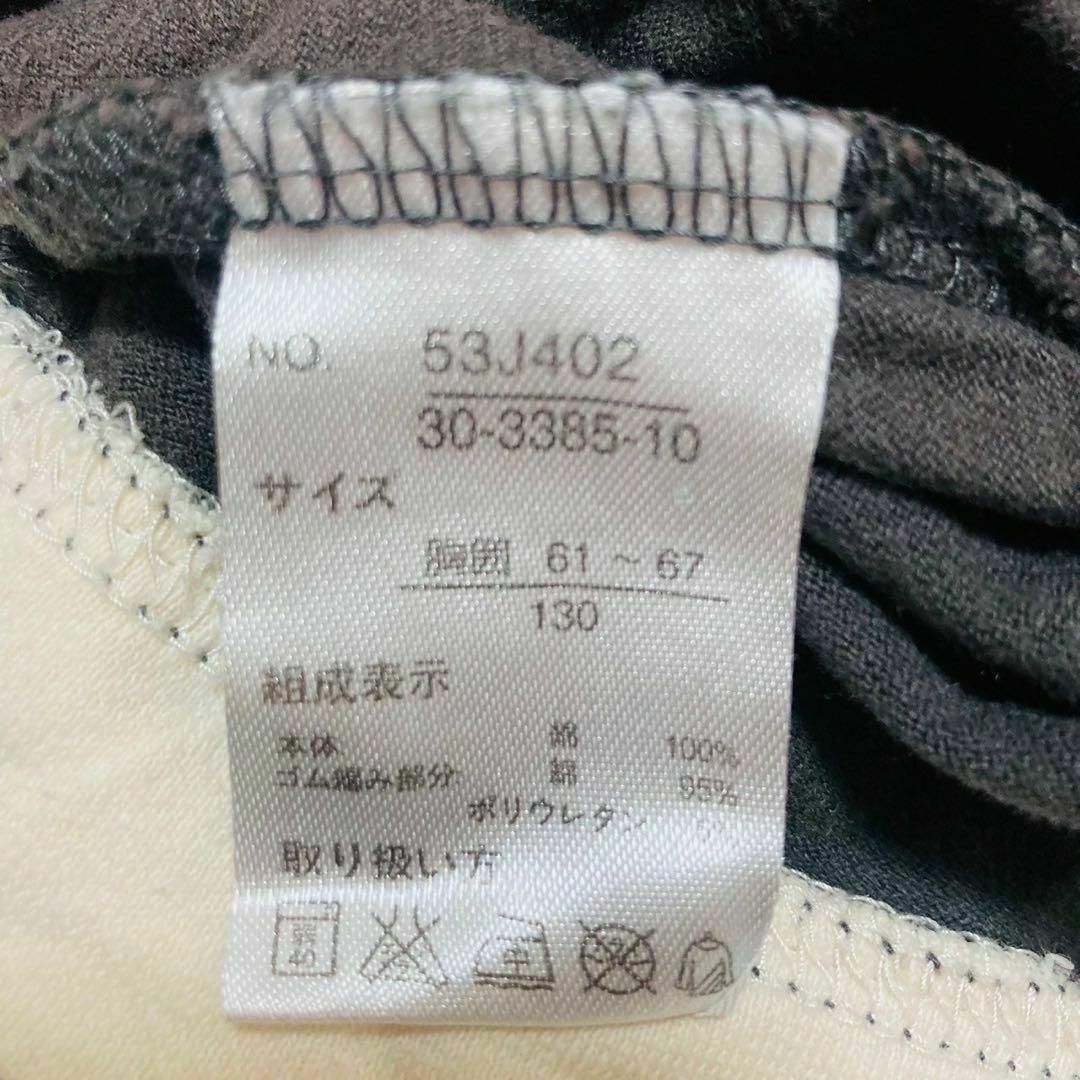 NO. 53J402
30-3385-10
サイズ
胸囲 61 ～ 67
130
組成表示
本体 綿 100%
ゴム編み部分 綿 95%
ポリウレタン
取り扱い方
中